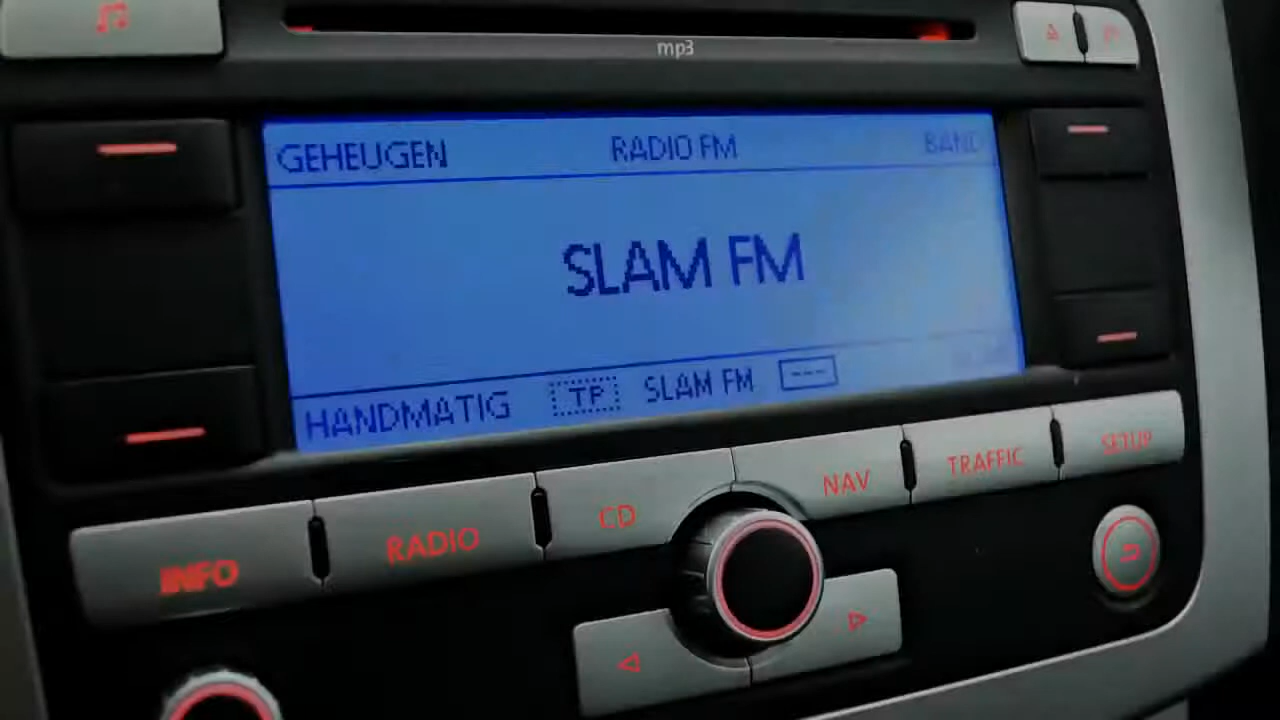 mp3
GEHEUGEN RADIO FM BAND
SLAM FM
HANDMATIG TP SLAM FM ---
INFO RADIO CD NAV TRAFFIC SETUP